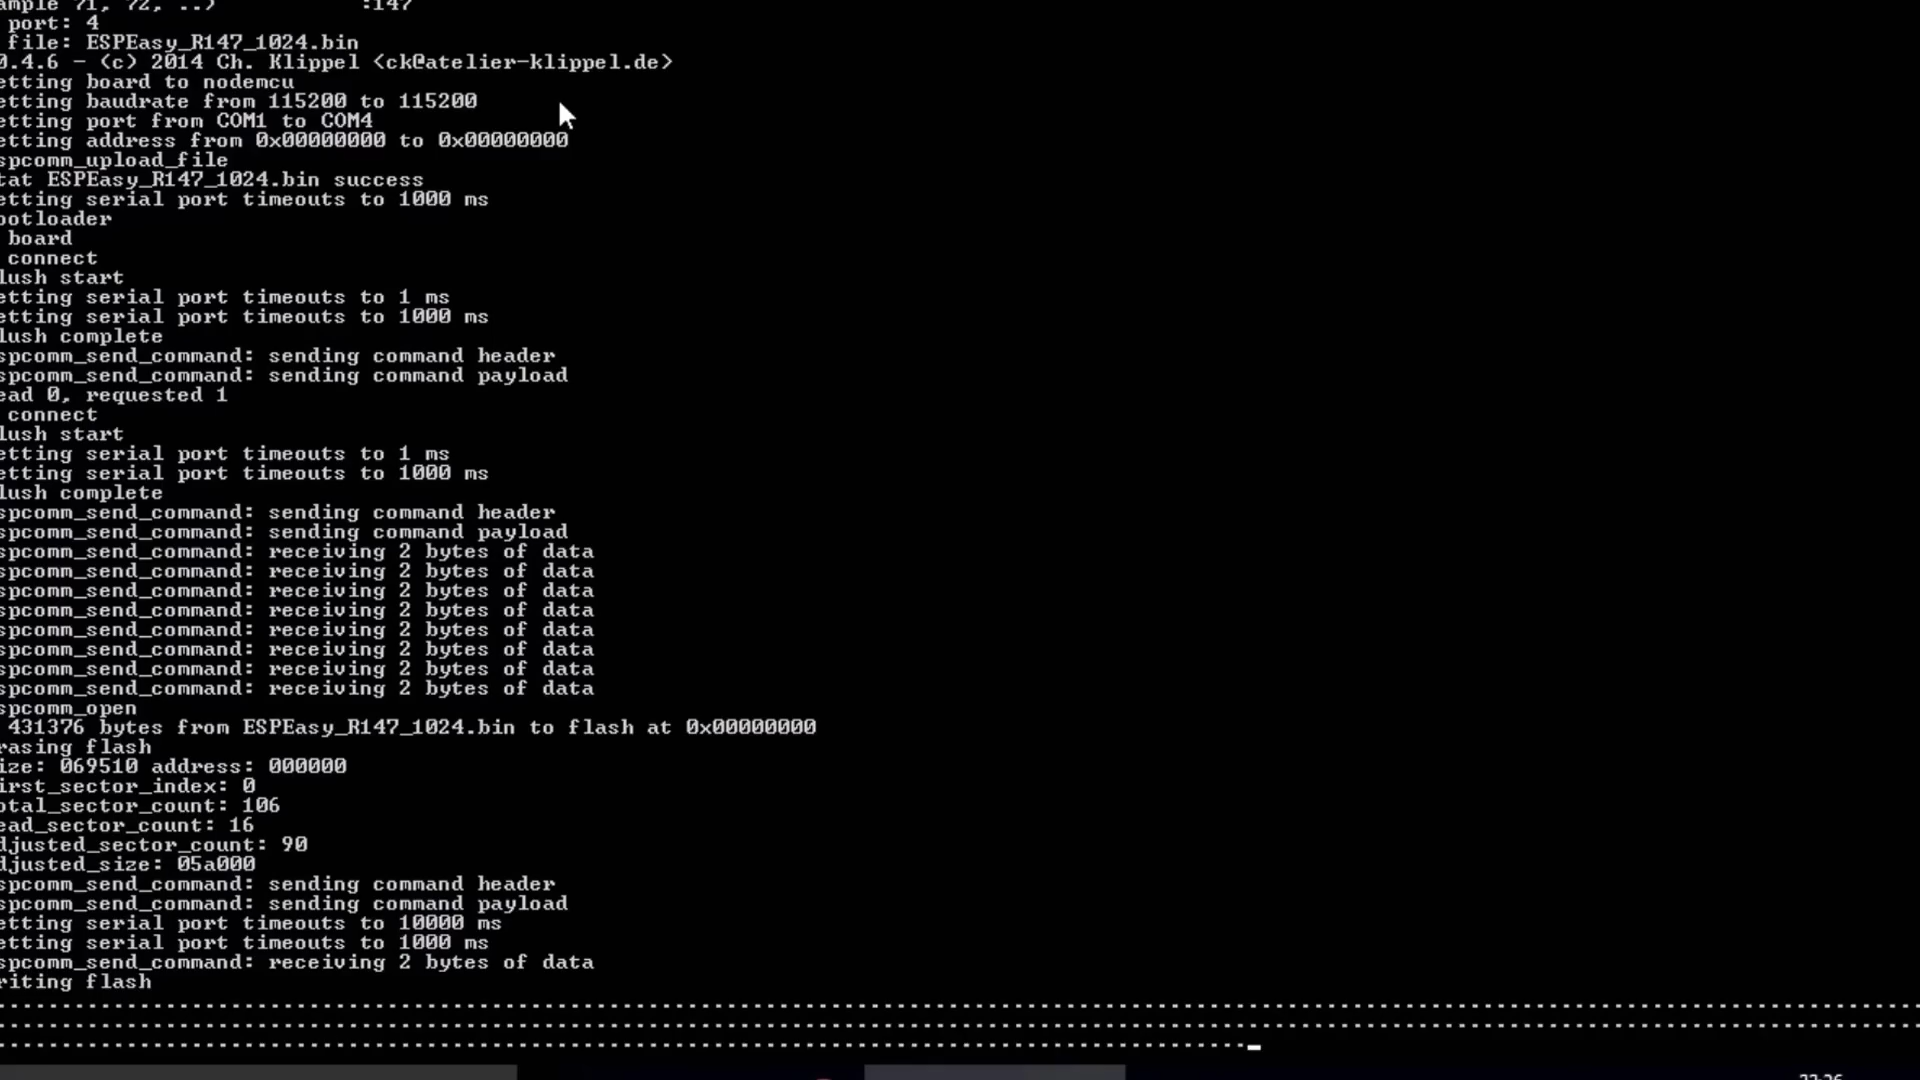 ample 71, 72, ..) :147
port: 4
file: ESPEasy_R147_1024.bin
0.4.6 - (c) 2014 Ch. Klippel <ck@atelier-klippel.de>
etting board to nodemcu
etting baudrate from 115200 to 115200
etting port from COM1 to COM4
etting address from 0x00000000 to 0x00000000
spcomm_upload_file
tat ESPEasy_R147_1024.bin success
etting serial port timeouts to 1000 ms
ootloader
board
connect
lush start
etting serial port timeouts to 1 ms
etting serial port timeouts to 1000 ms
lush complete
spcomm_send_command: sending command header
spcomm_send_command: sending command payload
ead 0, requested 1
connect
lush start
etting serial port timeouts to 1 ms
etting serial port timeouts to 1000 ms
lush complete
spcomm_send_command: sending command header
spcomm_send_command: sending command payload
spcomm_send_command: receiving 2 bytes of data
spcomm_send_command: receiving 2 bytes of data
spcomm_send_command: receiving 2 bytes of data
spcomm_send_command: receiving 2 bytes of data
spcomm_send_command: receiving 2 bytes of data
spcomm_send_command: receiving 2 bytes of data
spcomm_send_command: receiving 2 bytes of data
spcomm_send_command: receiving 2 bytes of data
spcomm_open
431376 bytes from ESPEasy_R147_1024.bin to flash at 0x00000000
rasing flash
ize: 069510 address: 000000
irst_sector_index: 0
otal_sector_count: 106
ead_sector_count: 16
djusted_sector_count: 90
djusted_size: 05a000
spcomm_send_command: sending command header
spcomm_send_command: sending command payload
etting serial port timeouts to 10000 ms
etting serial port timeouts to 1000 ms
spcomm_send_command: receiving 2 bytes of data
riting flash